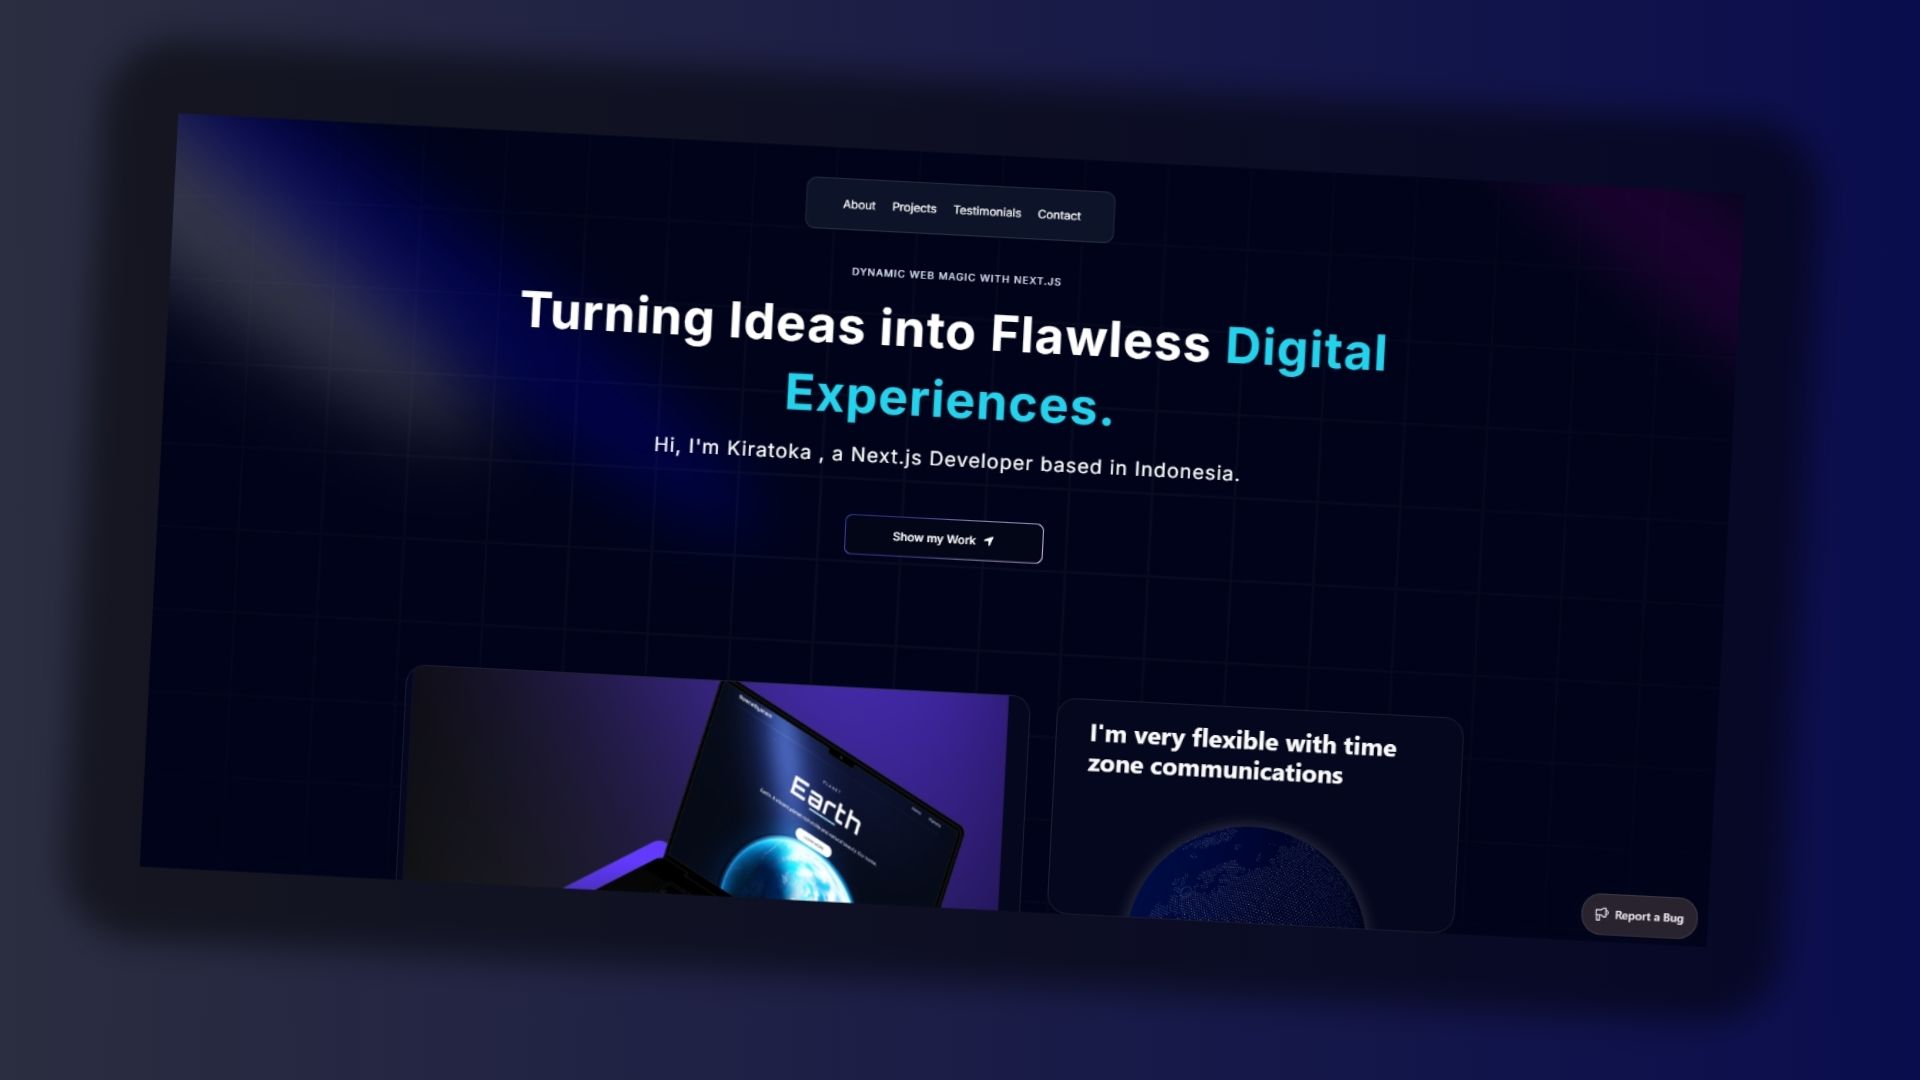 About Projects Testimonials Contact
DYNAMIC WEB MAGIC WITH NEXT.JS
Turning Ideas into Flawless Digital
Experiences.
Hi, I'm Kiratoka , a Next.js Developer based in Indonesia.
Show my Work
PLANET
Earth
I'm very flexible with time
zone communications
Report a Bug